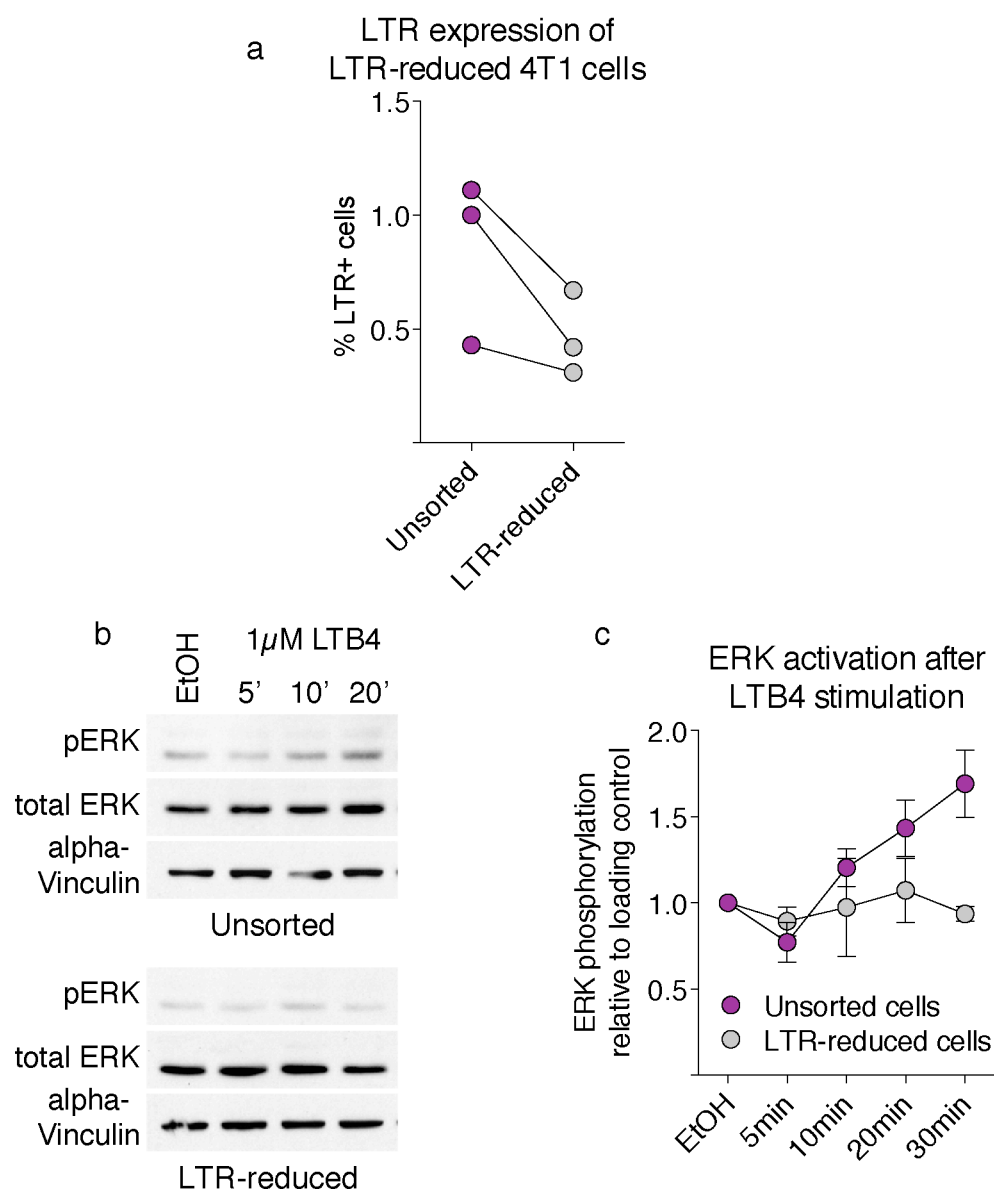 a
LTR expression of
LTR-reduced 4T1 cells
% LTR+ cells
1.5
1.0
0.5
Unsorted
LTR-reduced
b
EtOH
1µM LTB4
5’ 10’ 20’
pERK
total ERK
alpha-
Vinculin
Unsorted
pERK
total ERK
alpha-
Vinculin
LTR-reduced
c
ERK activation after
LTB4 stimulation
ERK phosphorylation
relative to loading control
2.0
1.5
1.0
0.5
Unsorted cells
LTR-reduced cells
EtOH
5min
10min
20min
30min